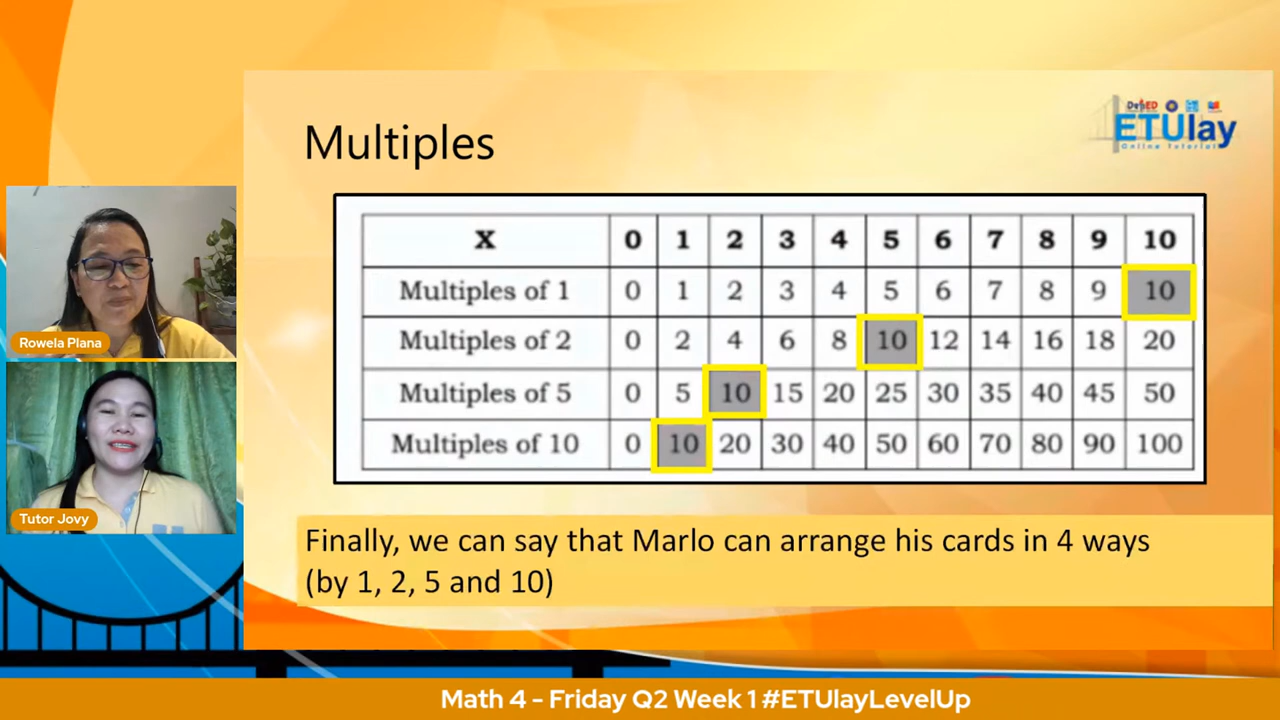 Multiples
DepED
ETUlay
Online Tutorial
X 0 1 2 3 4 5 6 7 8 9 10
Multiples of 1 0 1 2 3 4 5 6 7 8 9 10
Multiples of 2 0 2 4 6 8 10 12 14 16 18 20
Multiples of 5 0 5 10 15 20 25 30 35 40 45 50
Multiples of 10 0 10 20 30 40 50 60 70 80 90 100
Rowela Plana
Tutor Jovy
Finally, we can say that Marlo can arrange his cards in 4 ways
(by 1, 2, 5 and 10)
Math 4 - Friday Q2 Week 1 #ETUlayLevelUp